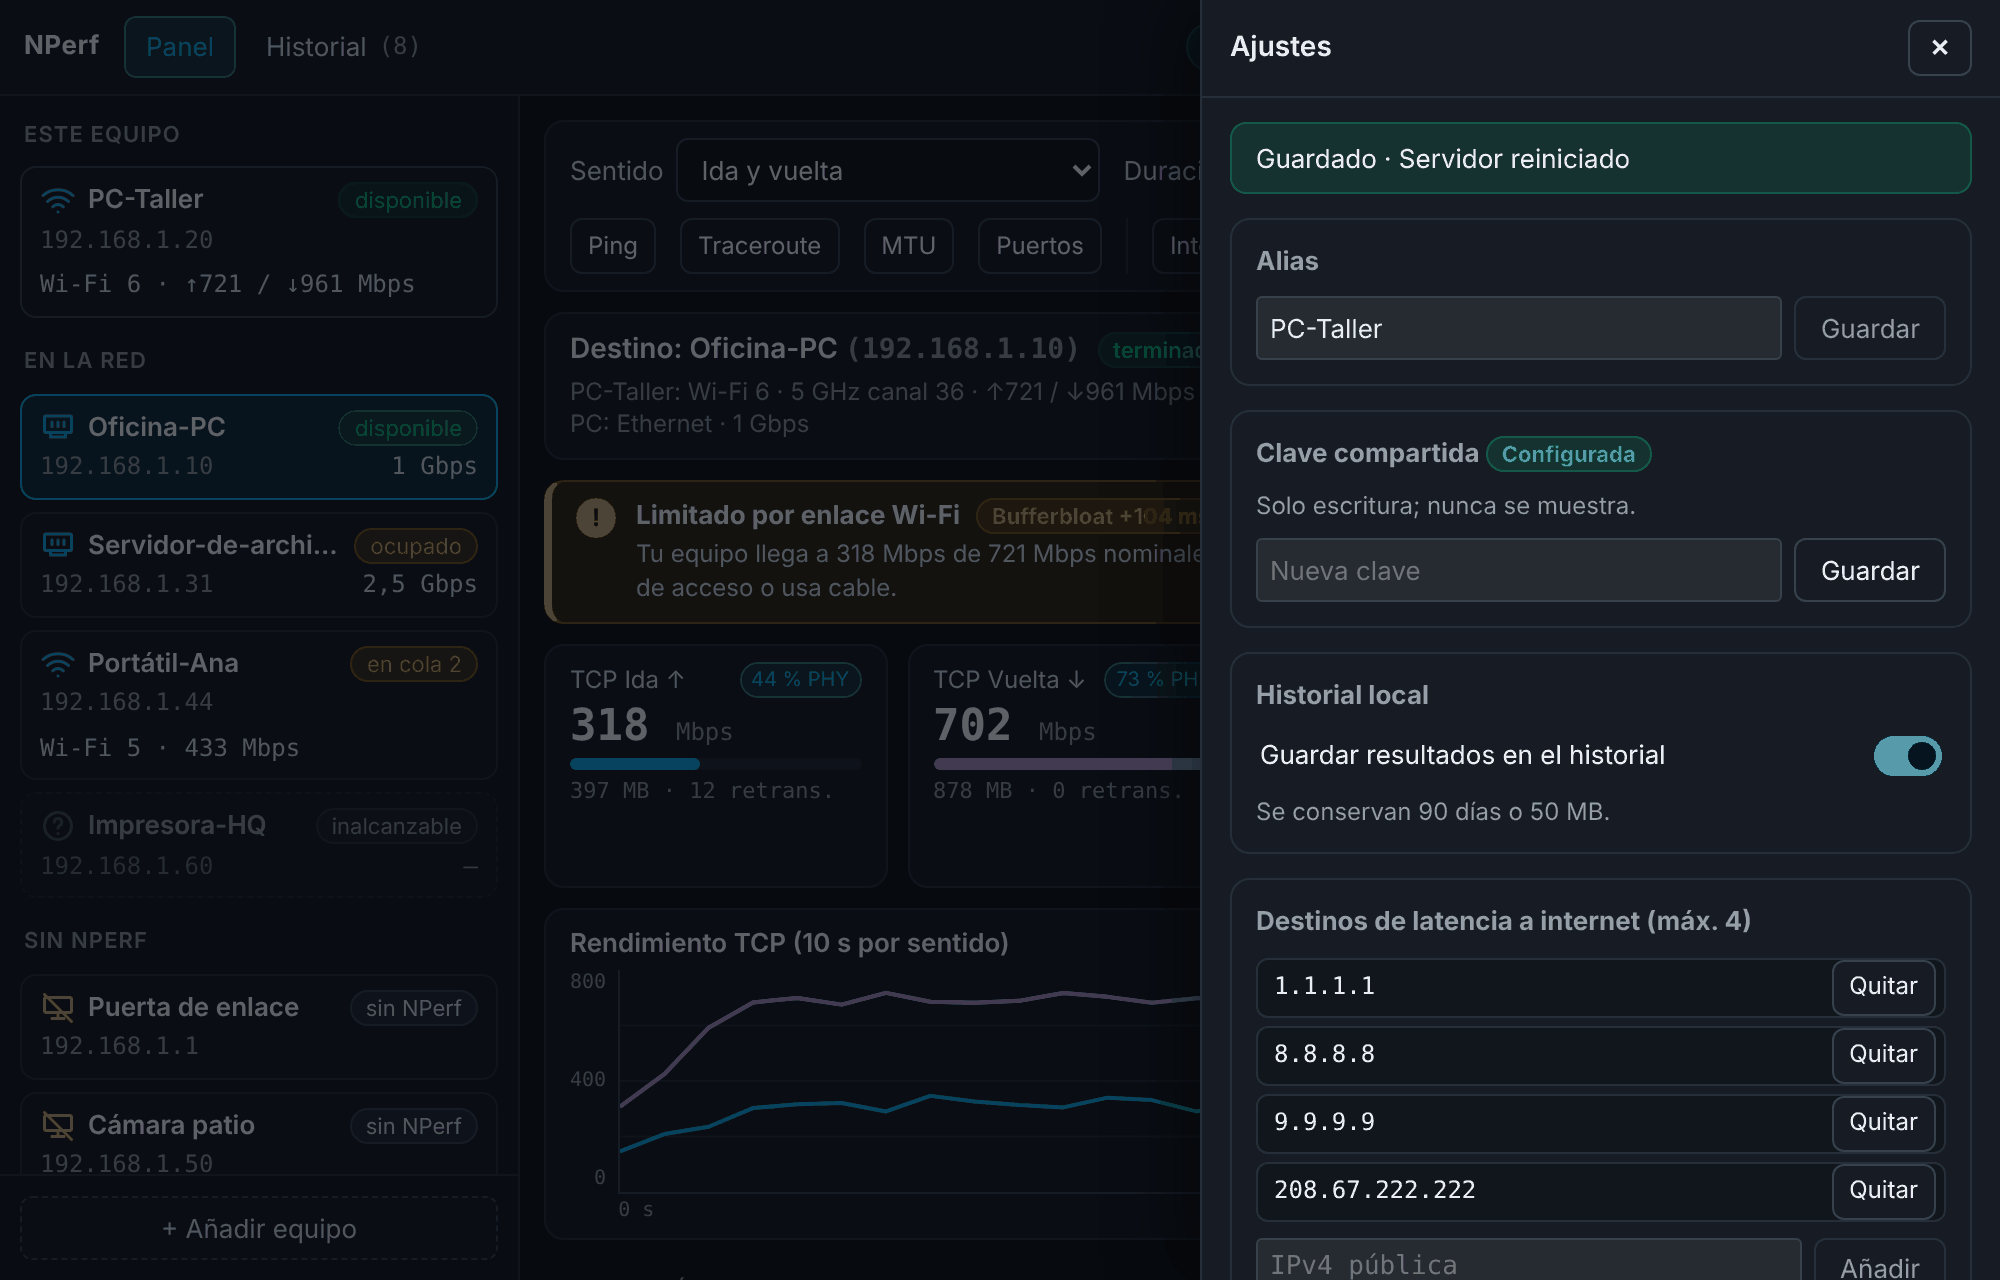 NPerf
Panel
Historial (8)
ESTE EQUIPO
PC-Taller
disponible
192.168.1.20
Wi-Fi 6 · ↑721 / ↓961 Mbps
EN LA RED
Oficina-PC
disponible
192.168.1.10
1 Gbps
Servidor-de-archi...
ocupado
192.168.1.31
2,5 Gbps
Portátil-Ana
en cola 2
192.168.1.44
Wi-Fi 5 · 433 Mbps
Impresora-HQ
inalcanzable
192.168.1.60
—
SIN NPERF
Puerta de enlace
sin NPerf
192.168.1.1
Cámara patio
sin NPerf
192.168.1.50
+ Añadir equipo
Sentido
Ida y vuelta
Duraci
Ping
Traceroute
MTU
Puertos
Int
Destino: Oficina-PC (192.168.1.10)
terminad
PC-Taller: Wi-Fi 6 · 5 GHz canal 36 · ↑721 / ↓961 Mbps
PC: Ethernet · 1 Gbps
!
Limitado por enlace Wi-Fi
Bufferbloat +104 ms
Tu equipo llega a 318 Mbps de 721 Mbps nominale
de acceso o usa cable.
TCP Ida ↑
44 % PHY
318 Mbps
397 MB · 12 retrans.
TCP Vuelta ↓
73 % PH
702 Mbps
878 MB · 0 retrans.
Rendimiento TCP (10 s por sentido)
800
400
0
0 s
Ajustes
×
Guardado · Servidor reiniciado
Alias
PC-Taller
Guardar
Clave compartida
Configurada
Solo escritura; nunca se muestra.
Nueva clave
Guardar
Historial local
Guardar resultados en el historial
Se conservan 90 días o 50 MB.
Destinos de latencia a internet (máx. 4)
1.1.1.1
Quitar
8.8.8.8
Quitar
9.9.9.9
Quitar
208.67.222.222
Quitar
IPv4 pública
Añadir